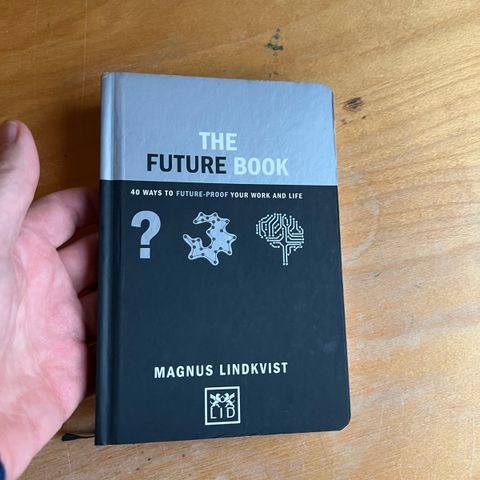 THE
FUTURE BOOK
40 WAYS TO FUTURE-PROOF YOUR WORK AND LIFE
?
MAGNUS LINDKVIST
LID